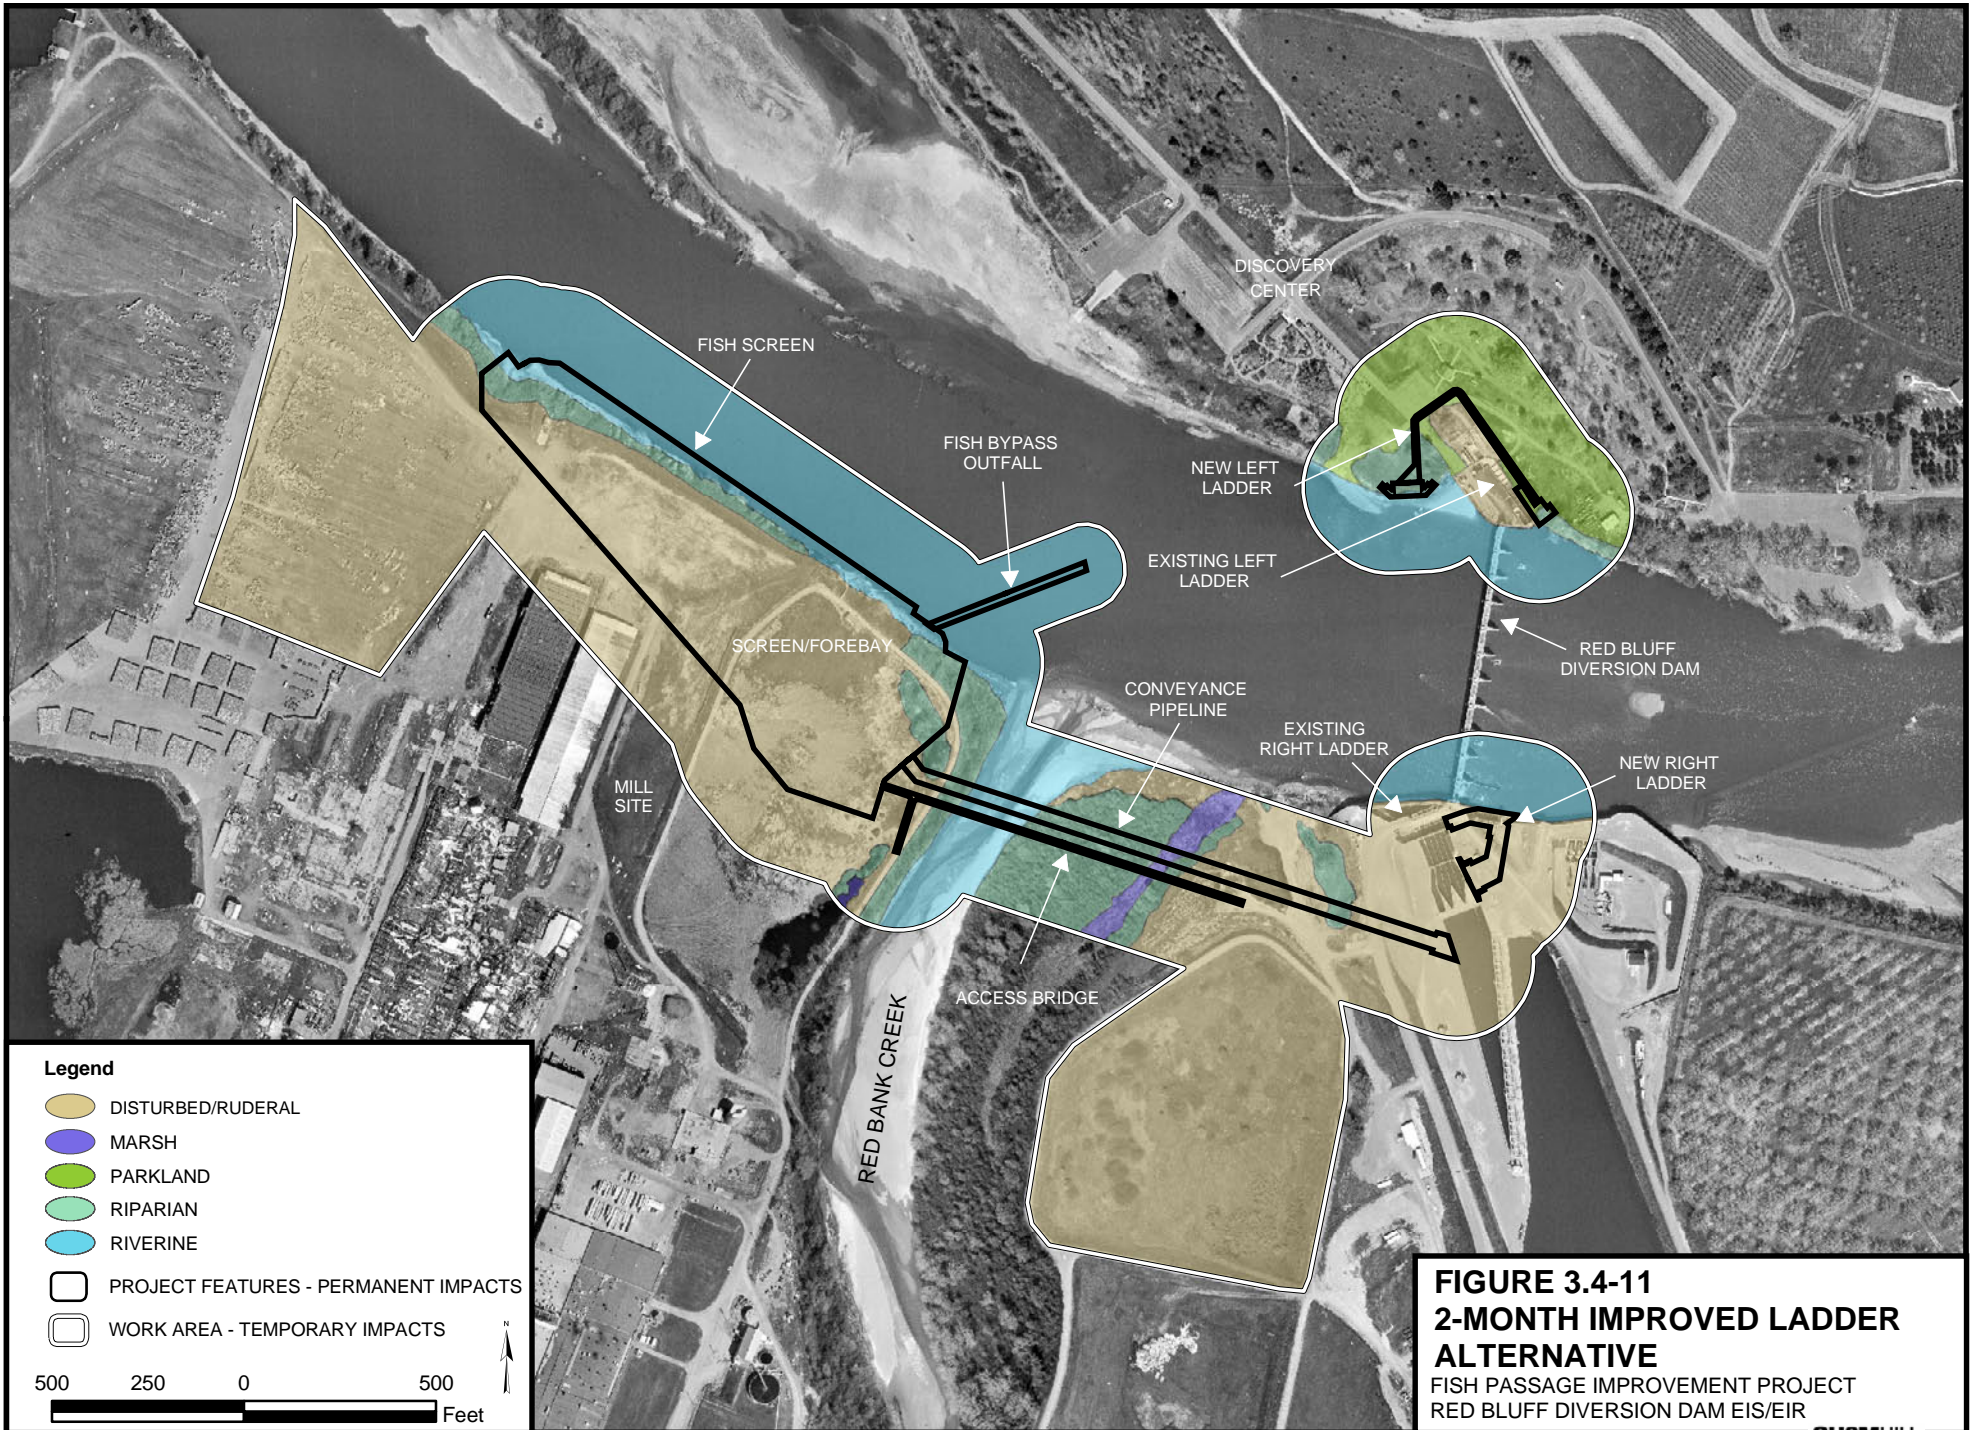 DISCOVERY
CENTER
FISH SCREEN
FISH BYPASS
OUTFALL
NEW LEFT
LADDER
EXISTING LEFT
LADDER
RED BLUFF
DIVERSION DAM
SCREEN/FOREBAY
CONVEYANCE
PIPELINE
EXISTING
RIGHT LADDER
NEW RIGHT
LADDER
MILL
SITE
ACCESS BRIDGE
RED BANK CREEK
Legend
DISTURBED/RUDERAL
MARSH
PARKLAND
RIPARIAN
RIVERINE
PROJECT FEATURES - PERMANENT IMPACTS
WORK AREA - TEMPORARY IMPACTS
N
500 250 0 500
Feet
FIGURE 3.4-11
2-MONTH IMPROVED LADDER
ALTERNATIVE
FISH PASSAGE IMPROVEMENT PROJECT
RED BLUFF DIVERSION DAM EIS/EIR